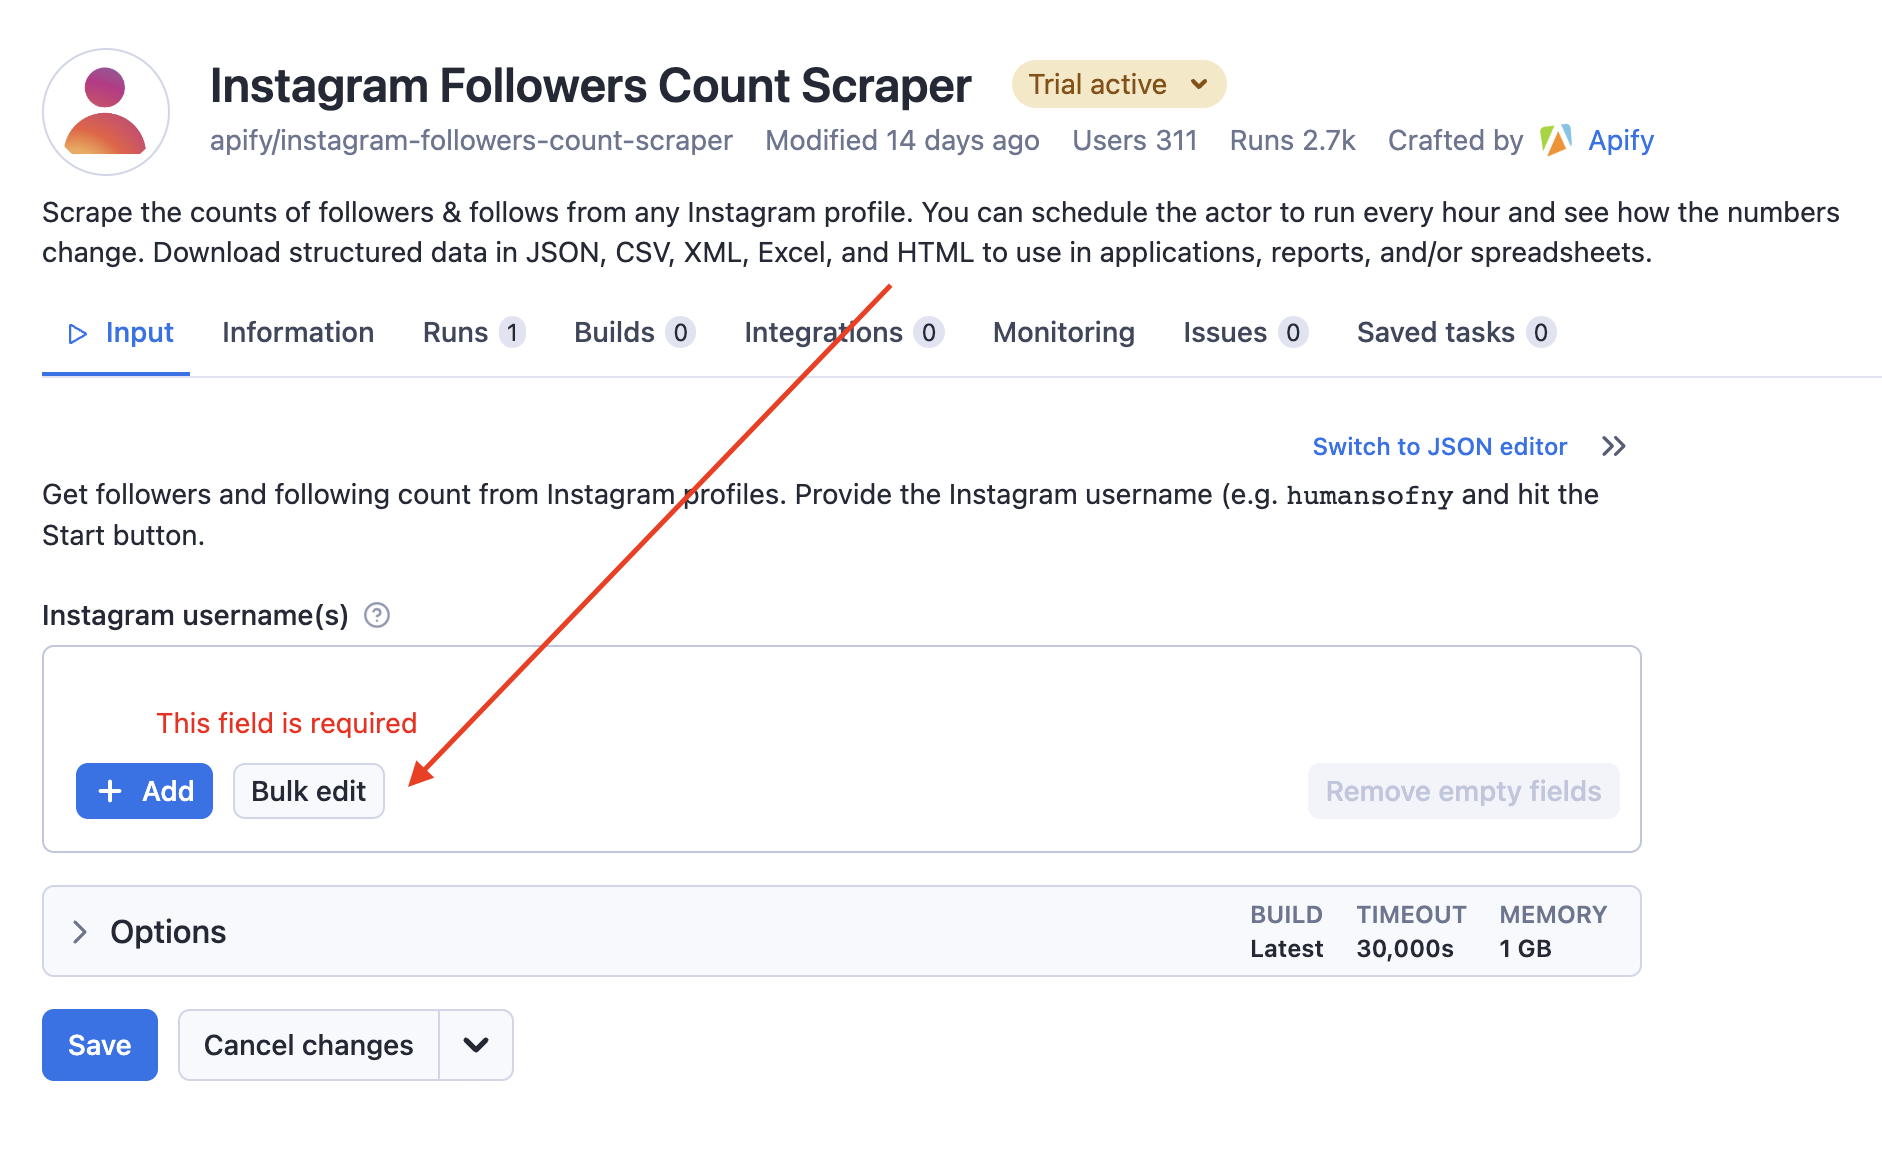 Instagram Followers Count Scraper Trial active
apify/instagram-followers-count-scraper Modified 14 days ago Users 311 Runs 2.7k Crafted by Apify
Scrape the counts of followers & follows from any Instagram profile. You can schedule the actor to run every hour and see how the numbers
change. Download structured data in JSON, CSV, XML, Excel, and HTML to use in applications, reports, and/or spreadsheets.
Input Information Runs 1 Builds 0 Integrations 0 Monitoring Issues 0 Saved tasks 0
Switch to JSON editor
Get followers and following count from Instagram profiles. Provide the Instagram username (e.g. humansofny and hit the
Start button.
Instagram username(s) ?
This field is required
+ Add Bulk edit Remove empty fields
Options BUILD TIMEOUT MEMORY
Latest 30,000s 1 GB
Save Cancel changes